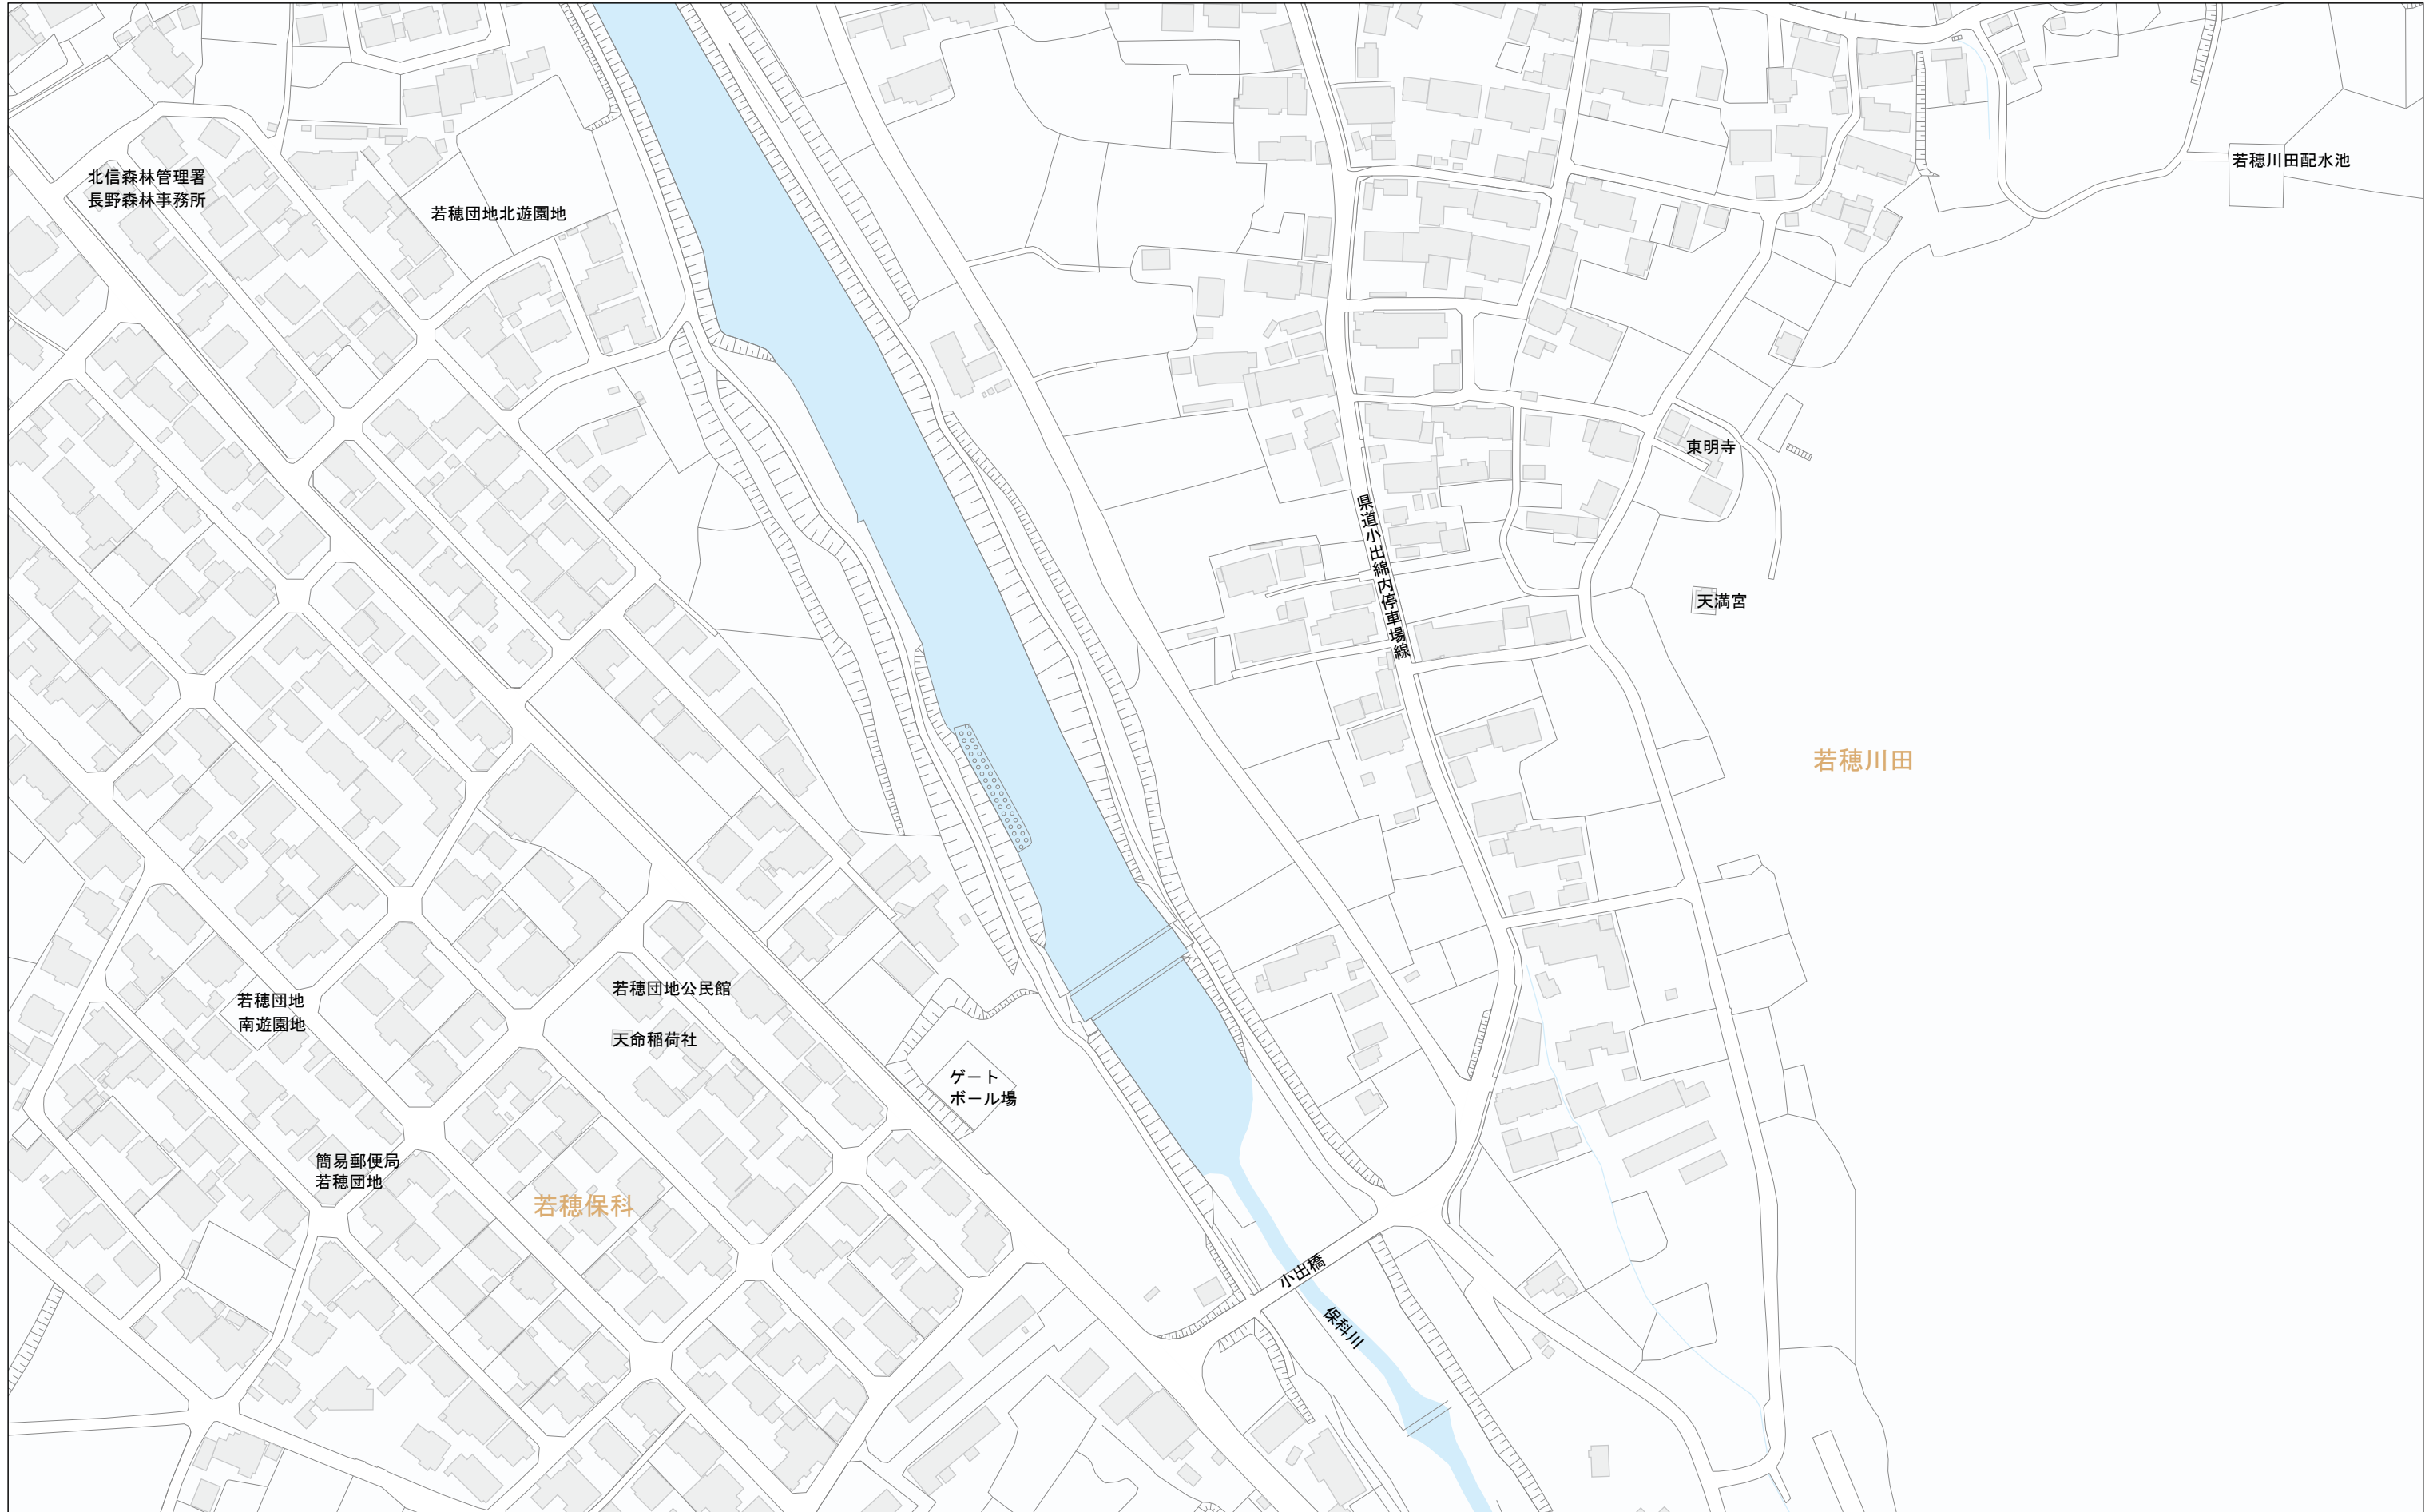 北信森林管理署
長野森林事務所
若穂団地北遊園地
若穂川田配水池
東明寺
県道小出綿内停車場線
天満宮
若穂川田
若穂団地
南遊園地
若穂団地公民館
天命稲荷社
ゲート
ボール場
簡易郵便局
若穂団地
若穂保科
小出橋
保科川